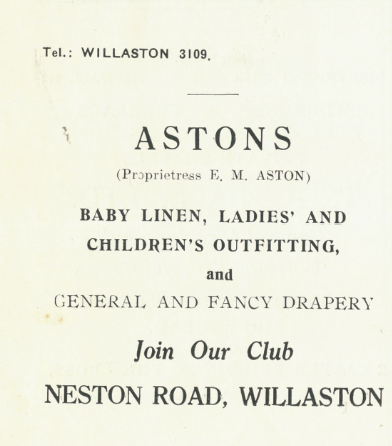 Tel.: WILLASTON 3109.
ASTONS
(Proprietress E. M. ASTON)
BABY LINEN, LADIES' AND
CHILDREN'S OUTFITTING,
and
GENERAL AND FANCY DRAPERY
Join Our Club
NESTON ROAD, WILLASTON